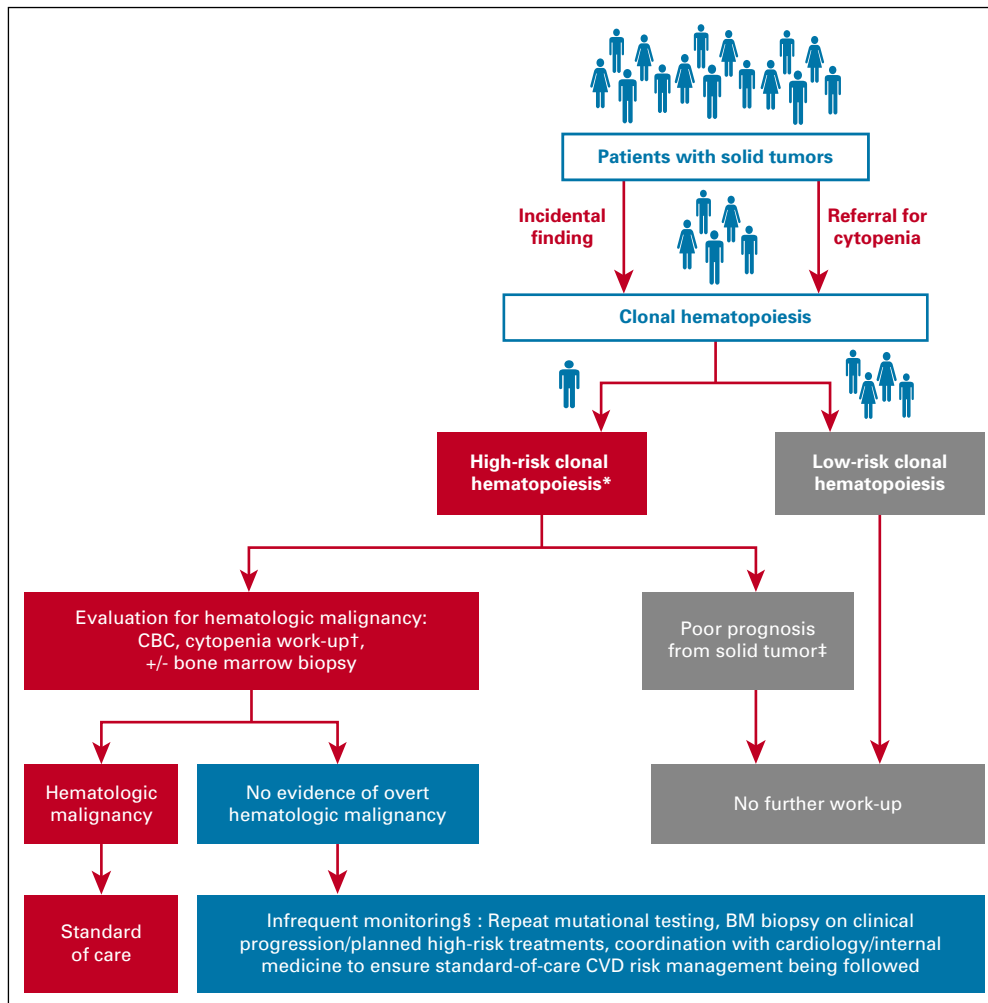 Patients with solid tumors
Incidental
finding
Referral for
cytopenia
Clonal hematopoiesis
High-risk clonal
hematopoiesis*
Low-risk clonal
hematopoiesis
Evaluation for hematologic malignancy:
CBC, cytopenia work-up†,
+/- bone marrow biopsy
Poor prognosis
from solid tumor‡
Hematologic
malignancy
No evidence of overt
hematologic malignancy
No further work-up
Standard
of care
Infrequent monitoring§ : Repeat mutational testing, BM biopsy on clinical
progression/planned high-risk treatments, coordination with cardiology/internal
medicine to ensure standard-of-care CVD risk management being followed